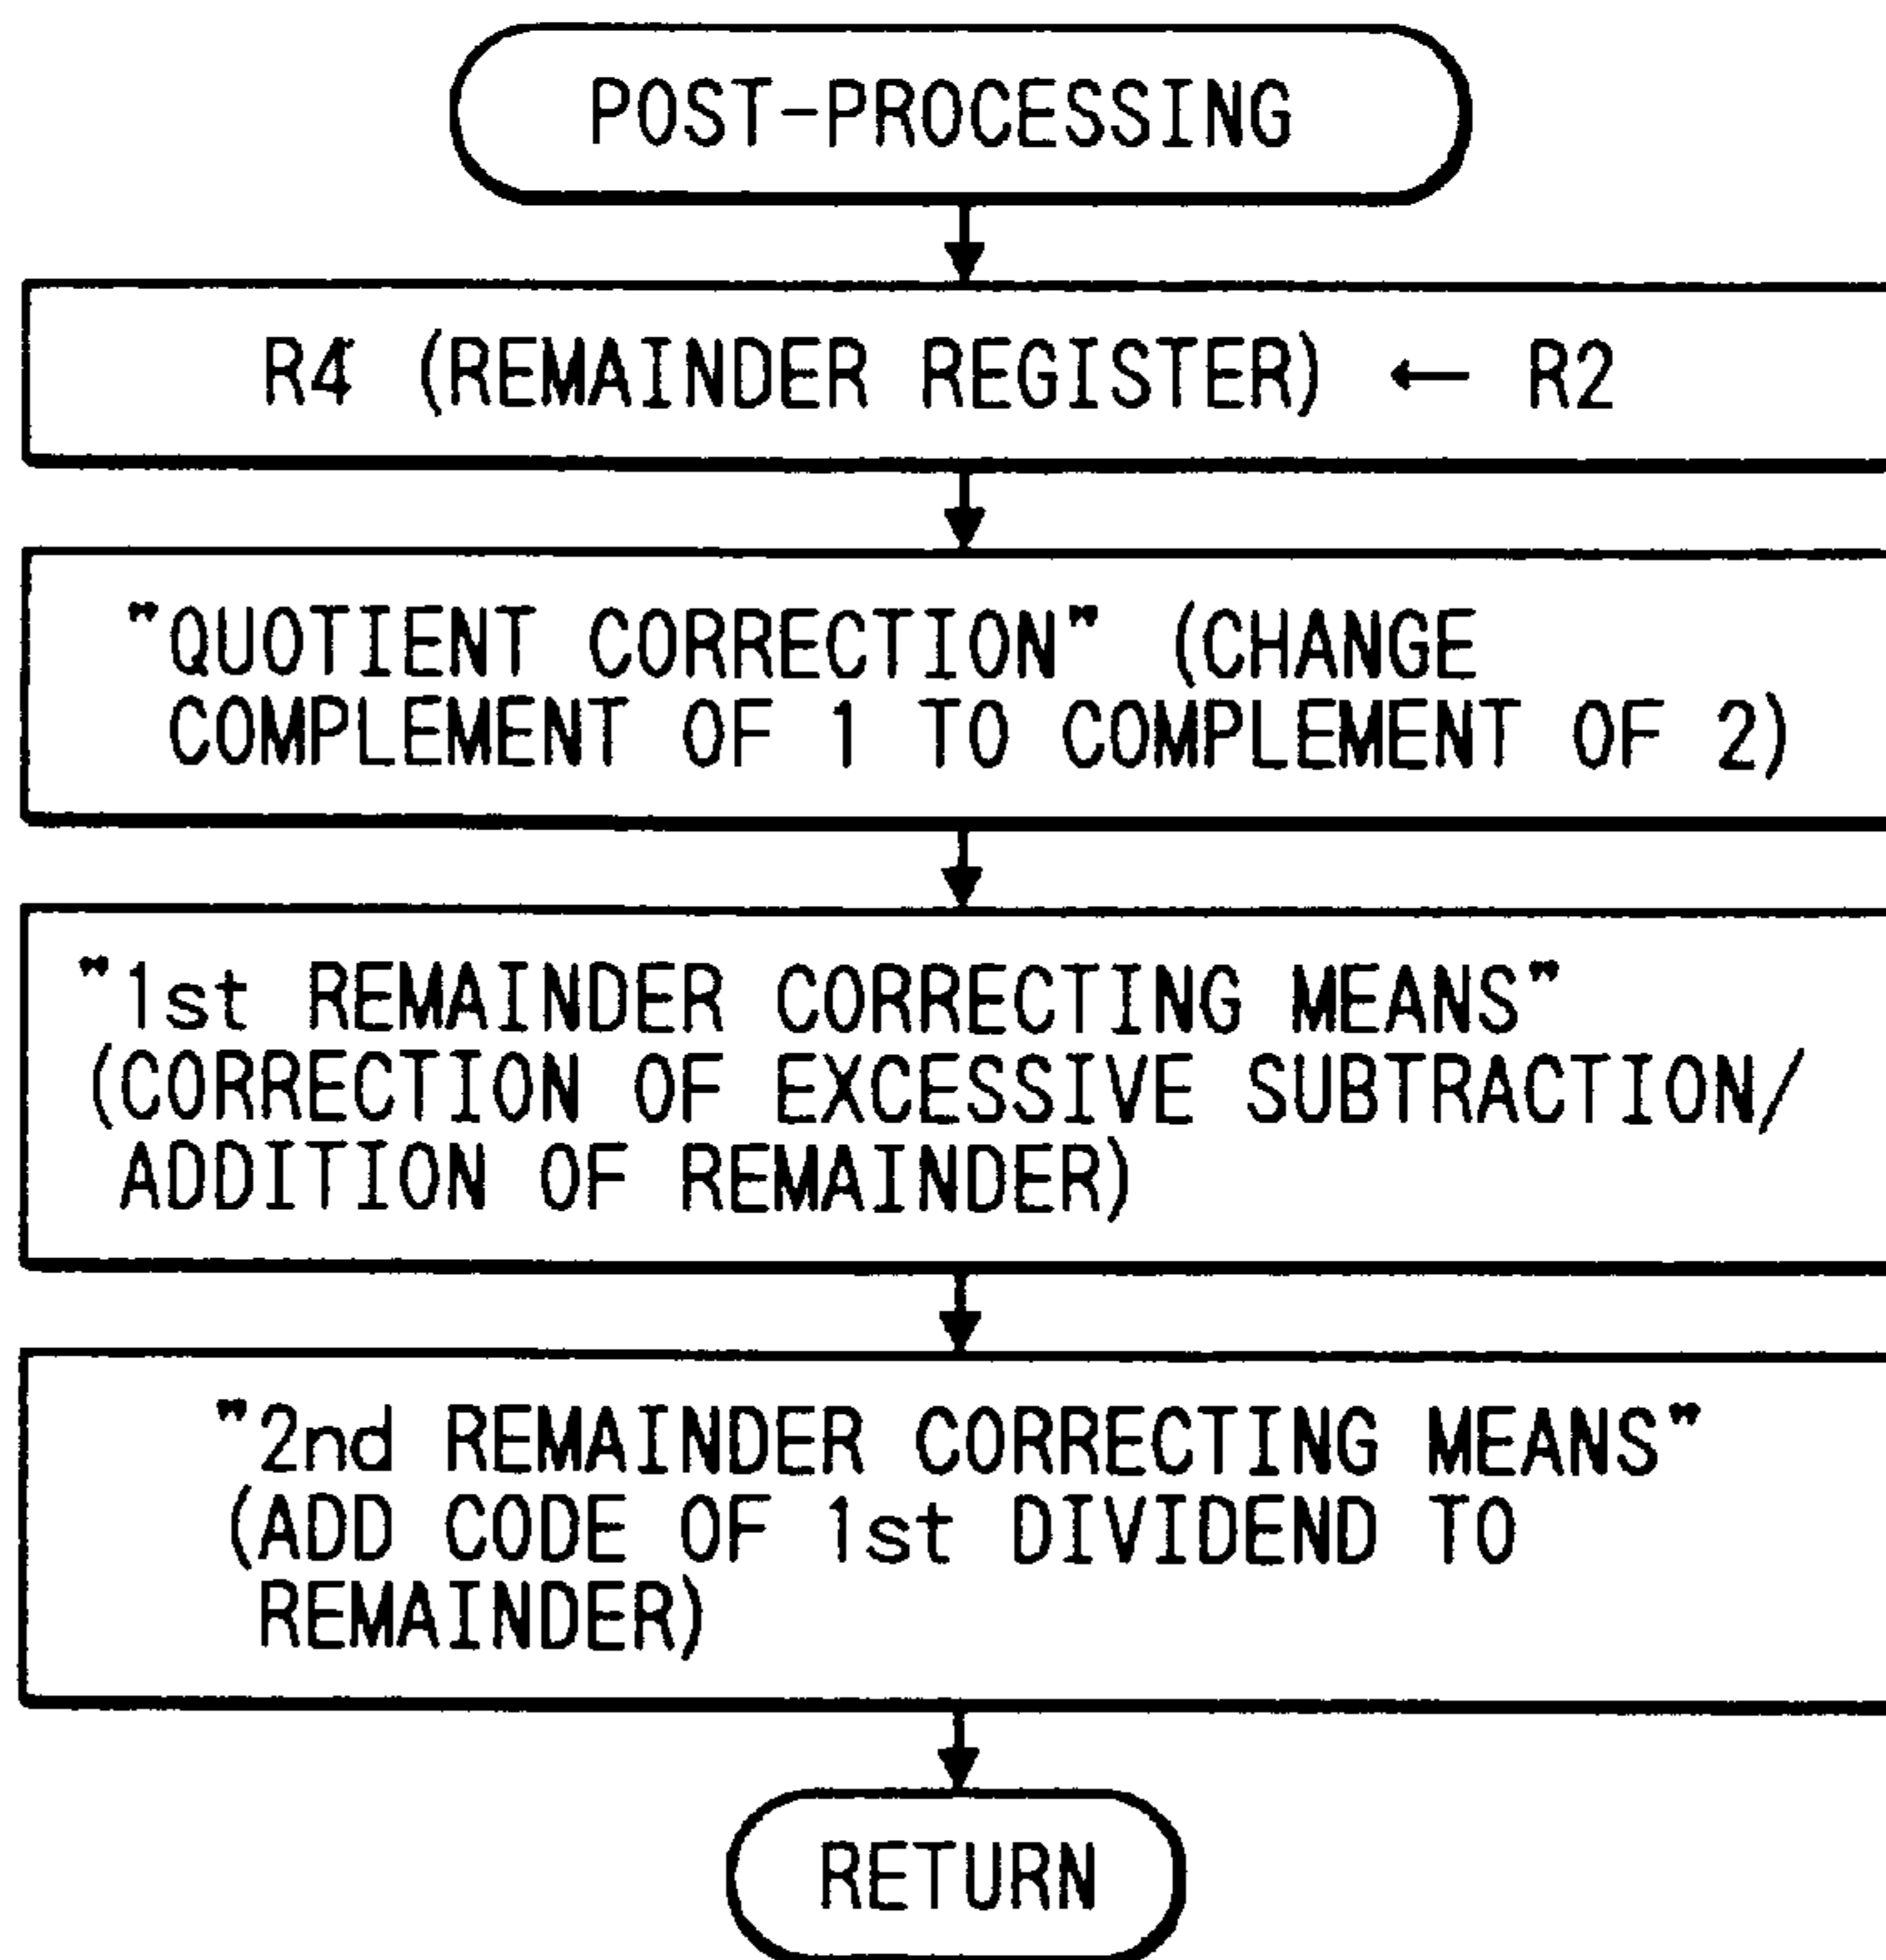 POST-PROCESSING
R4 (REMAINDER REGISTER) ← R2
"QUOTIENT CORRECTION" (CHANGE
COMPLEMENT OF 1 TO COMPLEMENT OF 2)
"1st REMAINDER CORRECTING MEANS"
(CORRECTION OF EXCESSIVE SUBTRACTION/
ADDITION OF REMAINDER)
"2nd REMAINDER CORRECTING MEANS"
(ADD CODE OF 1st DIVIDEND TO
REMAINDER)
RETURN